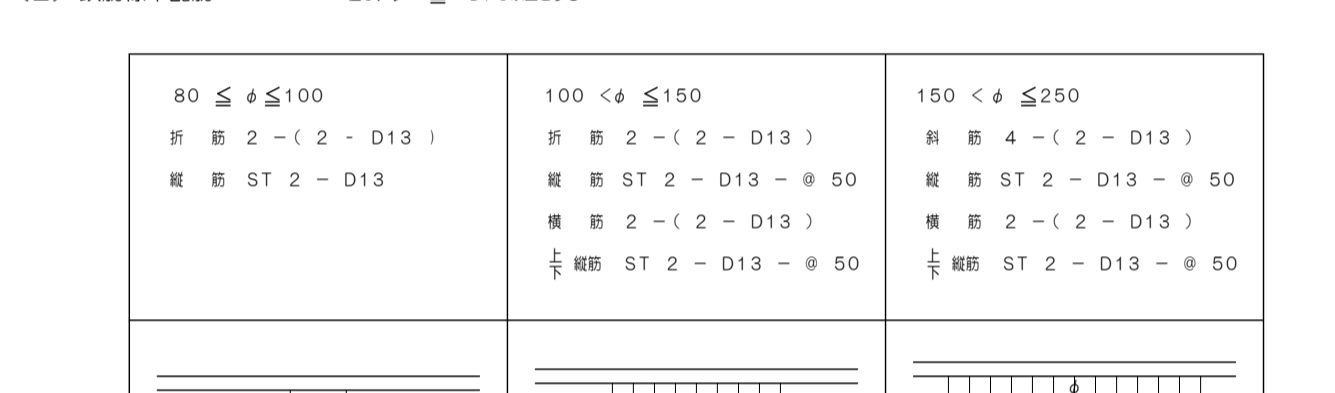 80 ≦ φ ≦100
折 筋 2 －( 2 - D13 )
縦 筋 ST 2 － D13
100 ＜φ ≦150
折 筋 2 －( 2 － D13 )
縦 筋 ST 2 － D13 － @ 50
横 筋 2 －( 2 － D13 )
上下 縦筋 ST 2 － D13 － @ 50
150 ＜ φ ≦250
斜 筋 4 －( 2 － D13 )
縦 筋 ST 2 － D13 － @ 50
横 筋 2 －( 2 － D13 )
上下 縦筋 ST 2 － D13 － @ 50
φ